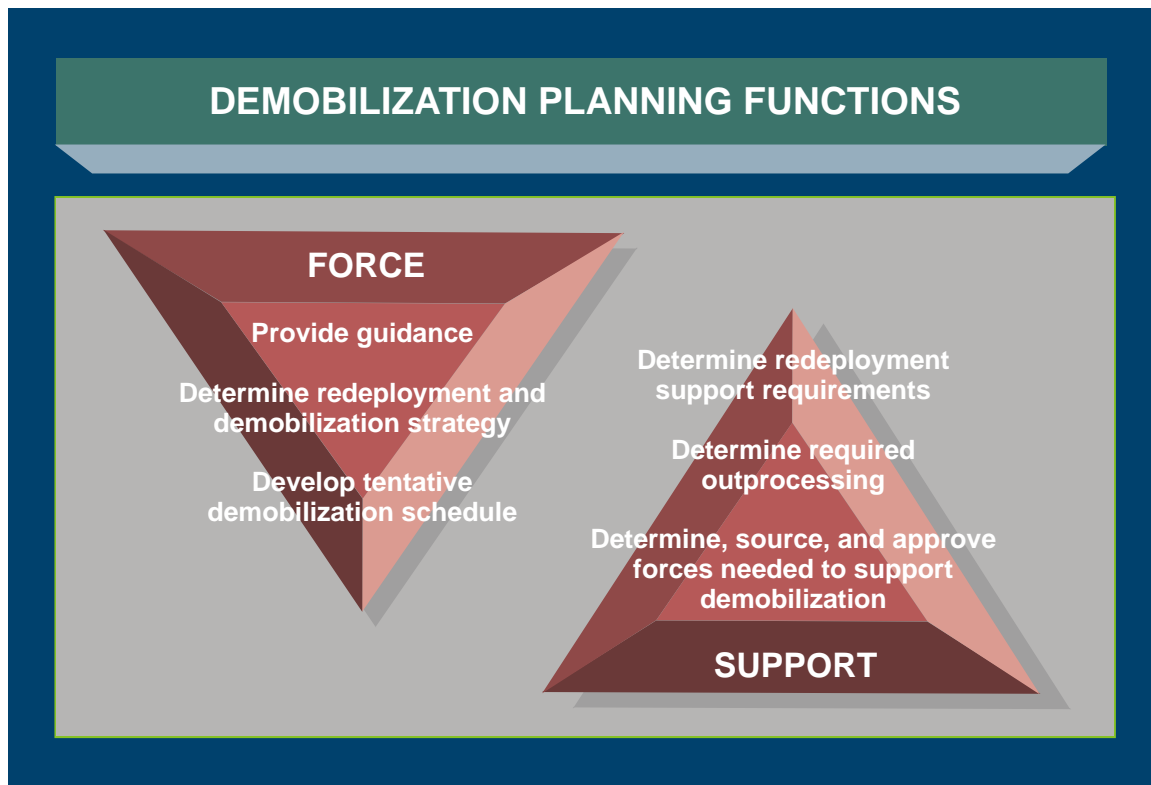 DEMOBILIZATION PLANNING FUNCTIONS
FORCE
Provide guidance
Determine redeployment and
demobilization strategy
Develop tentative
demobilization schedule
Determine redeployment
support requirements
Determine required
outprocessing
Determine, source, and approve
forces needed to support
demobilization
SUPPORT